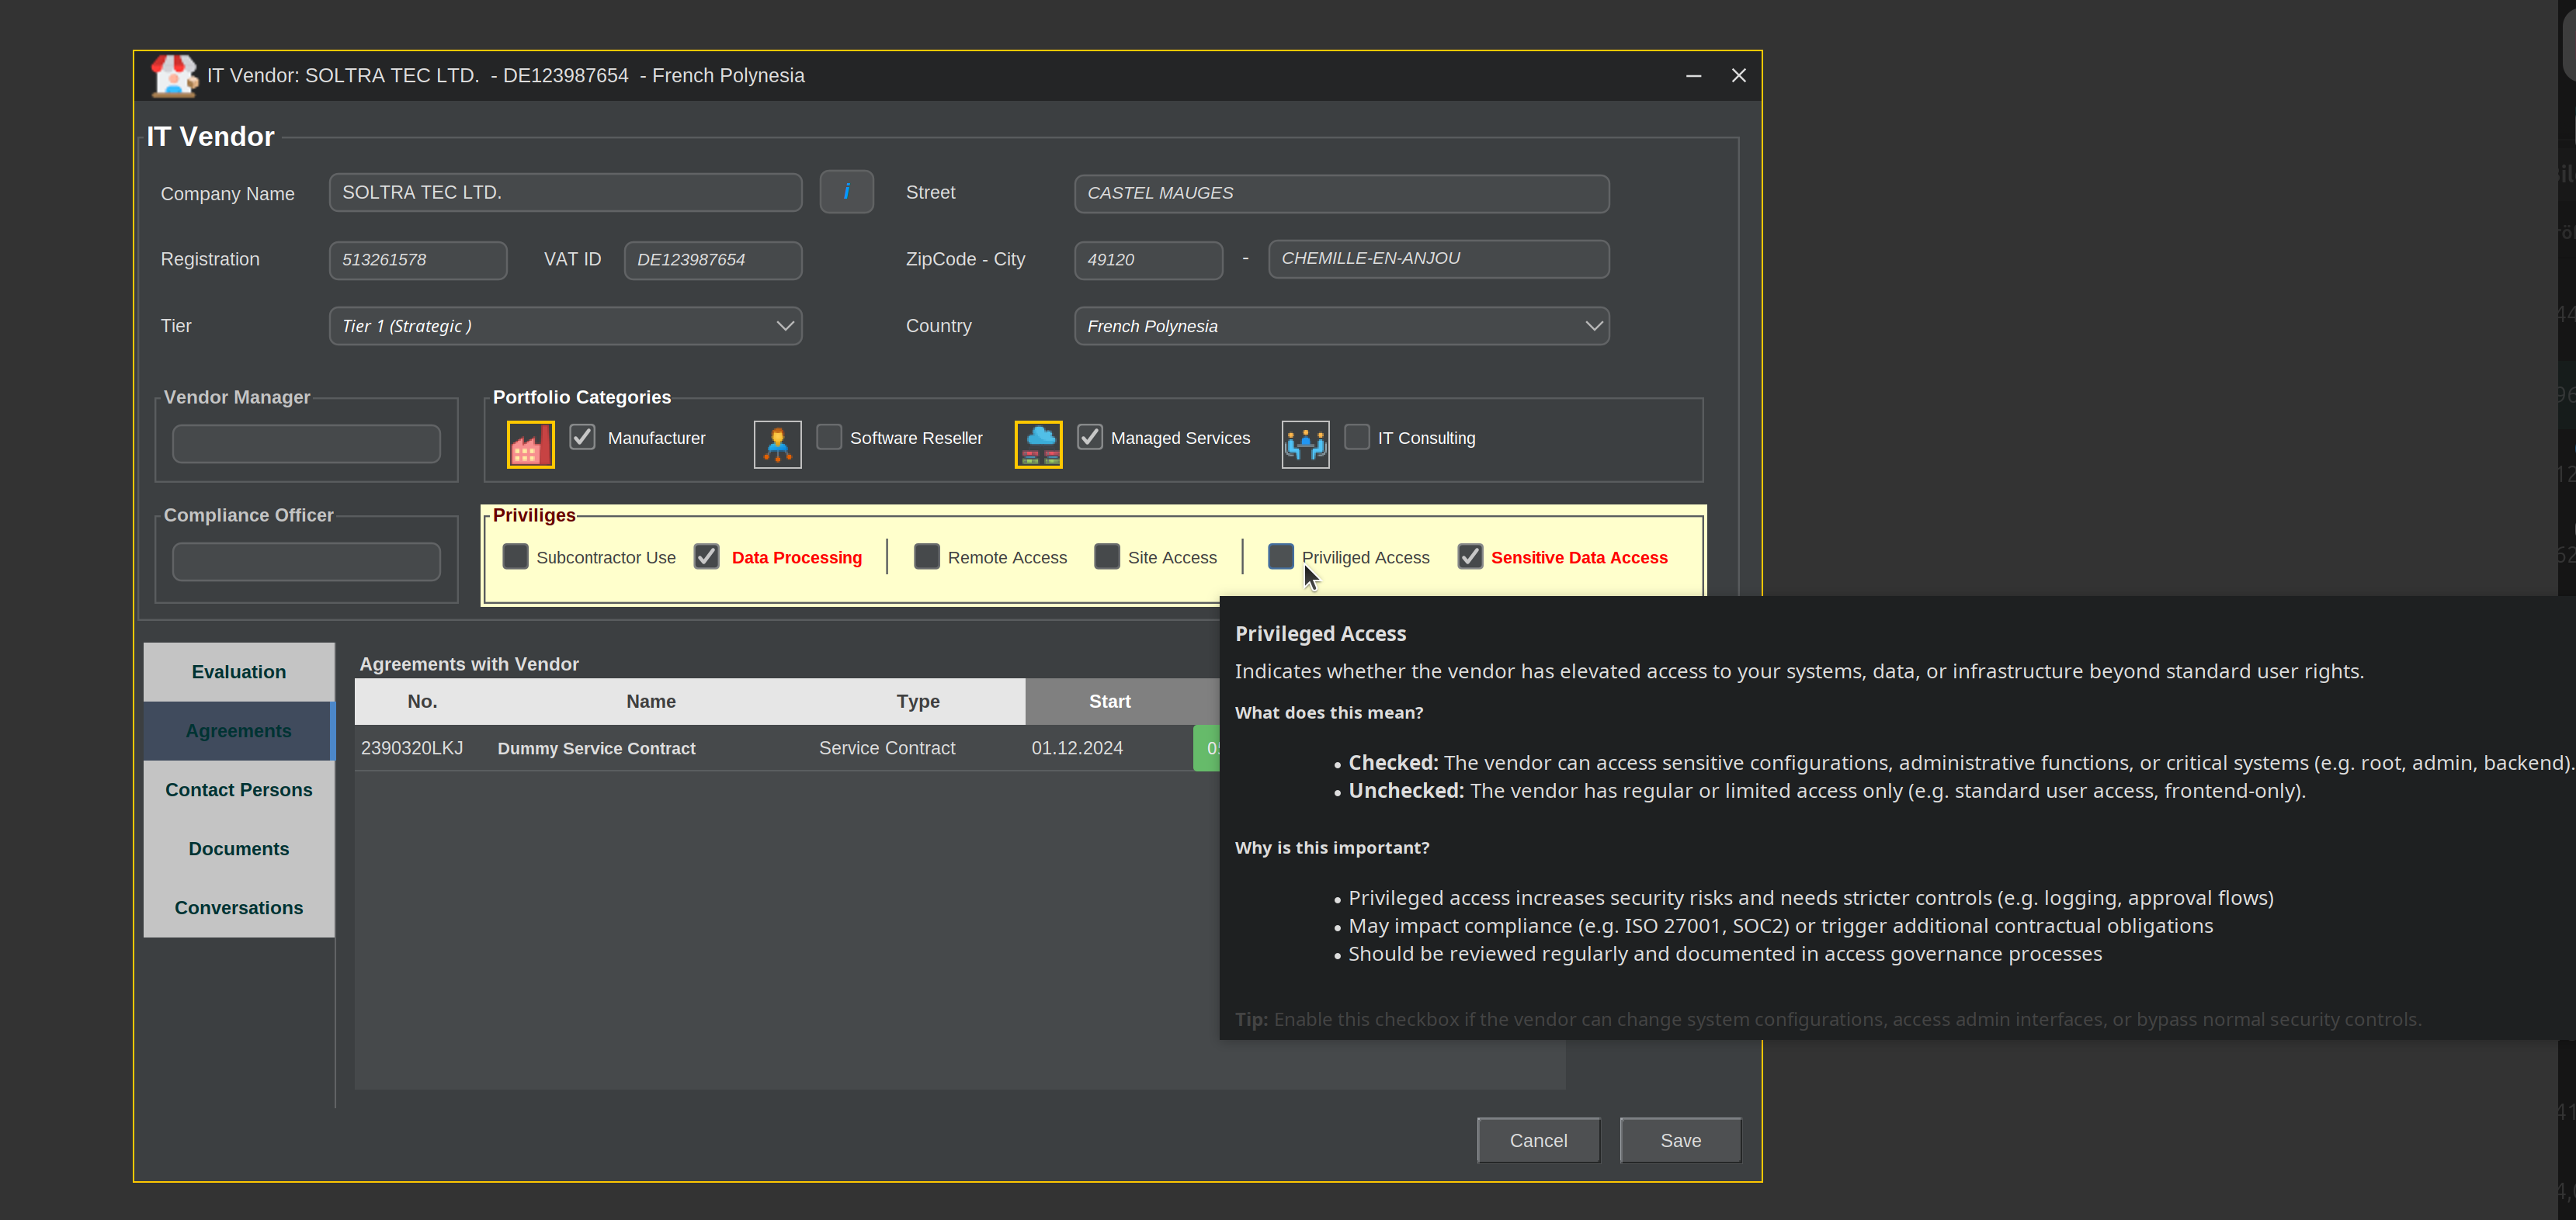 IT Vendor: SOLTRA TEC LTD. - DE123987654 - French Polynesia
IT Vendor
Company Name SOLTRA TEC LTD. i Street CASTEL MAUGES
Registration 513261578 VAT ID DE123987654 ZipCode - City 49120 - CHEMILLE-EN-ANJOU
Tier Tier 1 (Strategic ) Country French Polynesia
Vendor Manager Portfolio Categories
Manufacturer Software Reseller Managed Services IT Consulting
Compliance Officer Priviliges
Subcontractor Use Data Processing Remote Access Site Access Priviliged Access Sensitive Data Access
Evaluation
Agreements
Contact Persons
Documents
Conversations
Agreements with Vendor
No. Name Type Start
2390320LKJ Dummy Service Contract Service Contract 01.12.2024
Privileged Access
Indicates whether the vendor has elevated access to your systems, data, or infrastructure beyond standard user rights.
What does this mean?
• Checked: The vendor can access sensitive configurations, administrative functions, or critical systems (e.g. root, admin, backend).
• Unchecked: The vendor has regular or limited access only (e.g. standard user access, frontend-only).
Why is this important?
• Privileged access increases security risks and needs stricter controls (e.g. logging, approval flows)
• May impact compliance (e.g. ISO 27001, SOC2) or trigger additional contractual obligations
• Should be reviewed regularly and documented in access governance processes
Tip: Enable this checkbox if the vendor can change system configurations, access admin interfaces, or bypass normal security controls.
Cancel Save